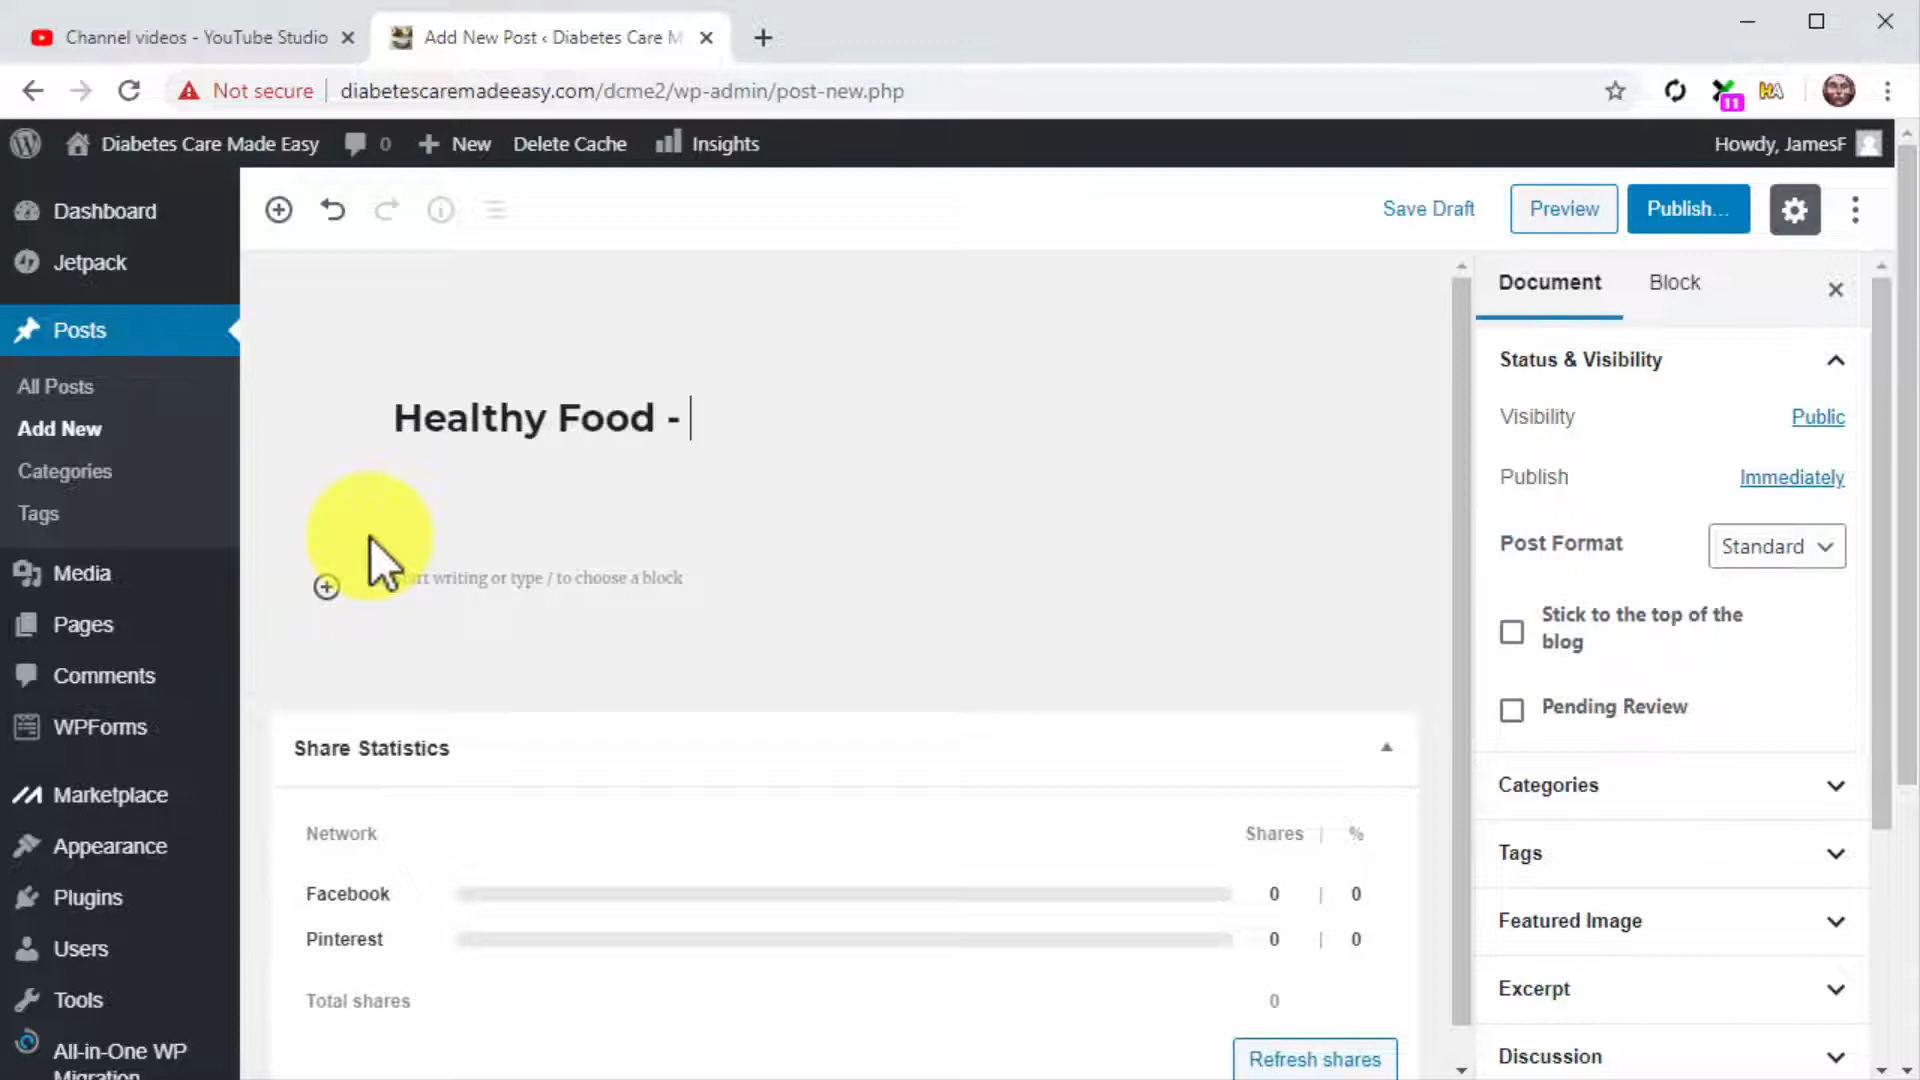 Channel videos - YouTube Studio
Add New Post ‹ Diabetes Care M
Not secure
diabetescaremadeeasy.com/dcme2/wp-admin/post-new.php
11
HA
Diabetes Care Made Easy
0
New
Delete Cache
Insights
Howdy, JamesF
Dashboard
Jetpack
Posts
All Posts
Add New
Categories
Tags
Media
Pages
Comments
WPForms
Marketplace
Appearance
Plugins
Users
Tools
All-in-One WP
Migration
Save Draft
Preview
Publish...
Healthy Food -
writing or type / to choose a block
Share Statistics
Network
Shares | %
Facebook 0 | 0
Pinterest 0 | 0
Total shares 0
Refresh shares
Document
Block
Status & Visibility
Visibility Public
Publish Immediately
Post Format Standard
Stick to the top of the
blog
Pending Review
Categories
Tags
Featured Image
Excerpt
Discussion